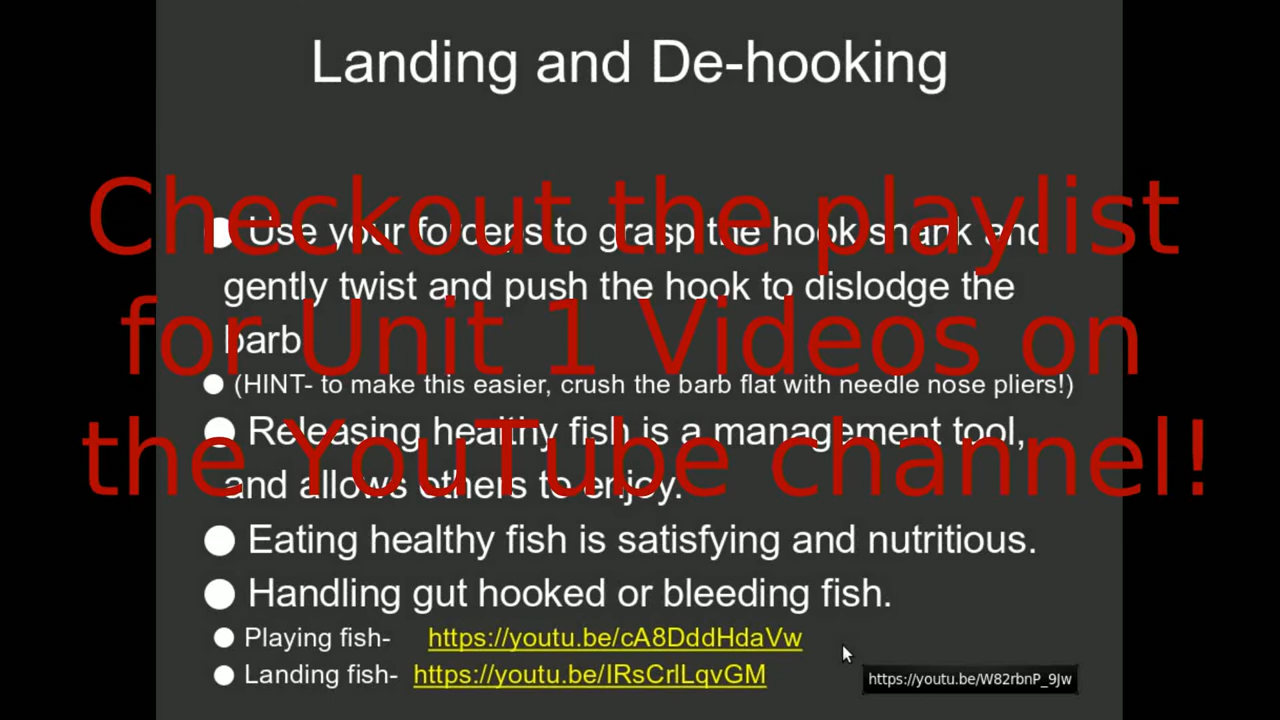 Landing and De-hooking
Checkout the playlist
● Use your forceps to grasp the hook shank and
gently twist and push the hook to dislodge the
for Unit 1 Videos on
barb.
● (HINT- to make this easier, crush the barb flat with needle nose pliers!)
● Releasing healthy fish is a management tool,
the YouTube channel!
and allows others to enjoy.
● Eating healthy fish is satisfying and nutritious.
● Handling gut hooked or bleeding fish.
● Playing fish- https://youtu.be/cA8DddHdaVw
● Landing fish- https://youtu.be/IRsCrlLqvGM
https://youtu.be/W82rbnP_9Jw